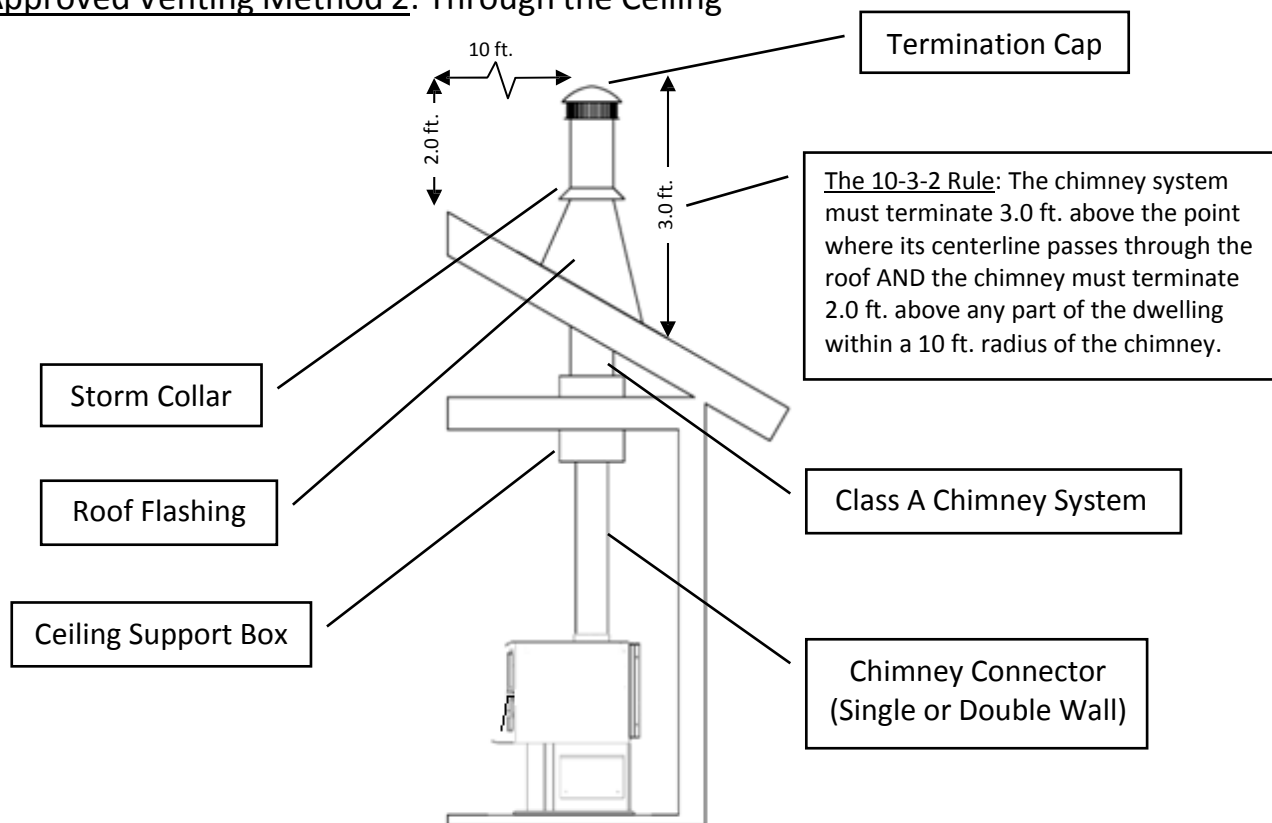 Approved Venting Method 2: Through the Ceiling
10 ft.
Termination Cap
2.0 ft.
3.0 ft.
The 10-3-2 Rule: The chimney system
must terminate 3.0 ft. above the point
where its centerline passes through the
roof AND the chimney must terminate
2.0 ft. above any part of the dwelling
within a 10 ft. radius of the chimney.
Storm Collar
Roof Flashing
Class A Chimney System
Ceiling Support Box
Chimney Connector
(Single or Double Wall)